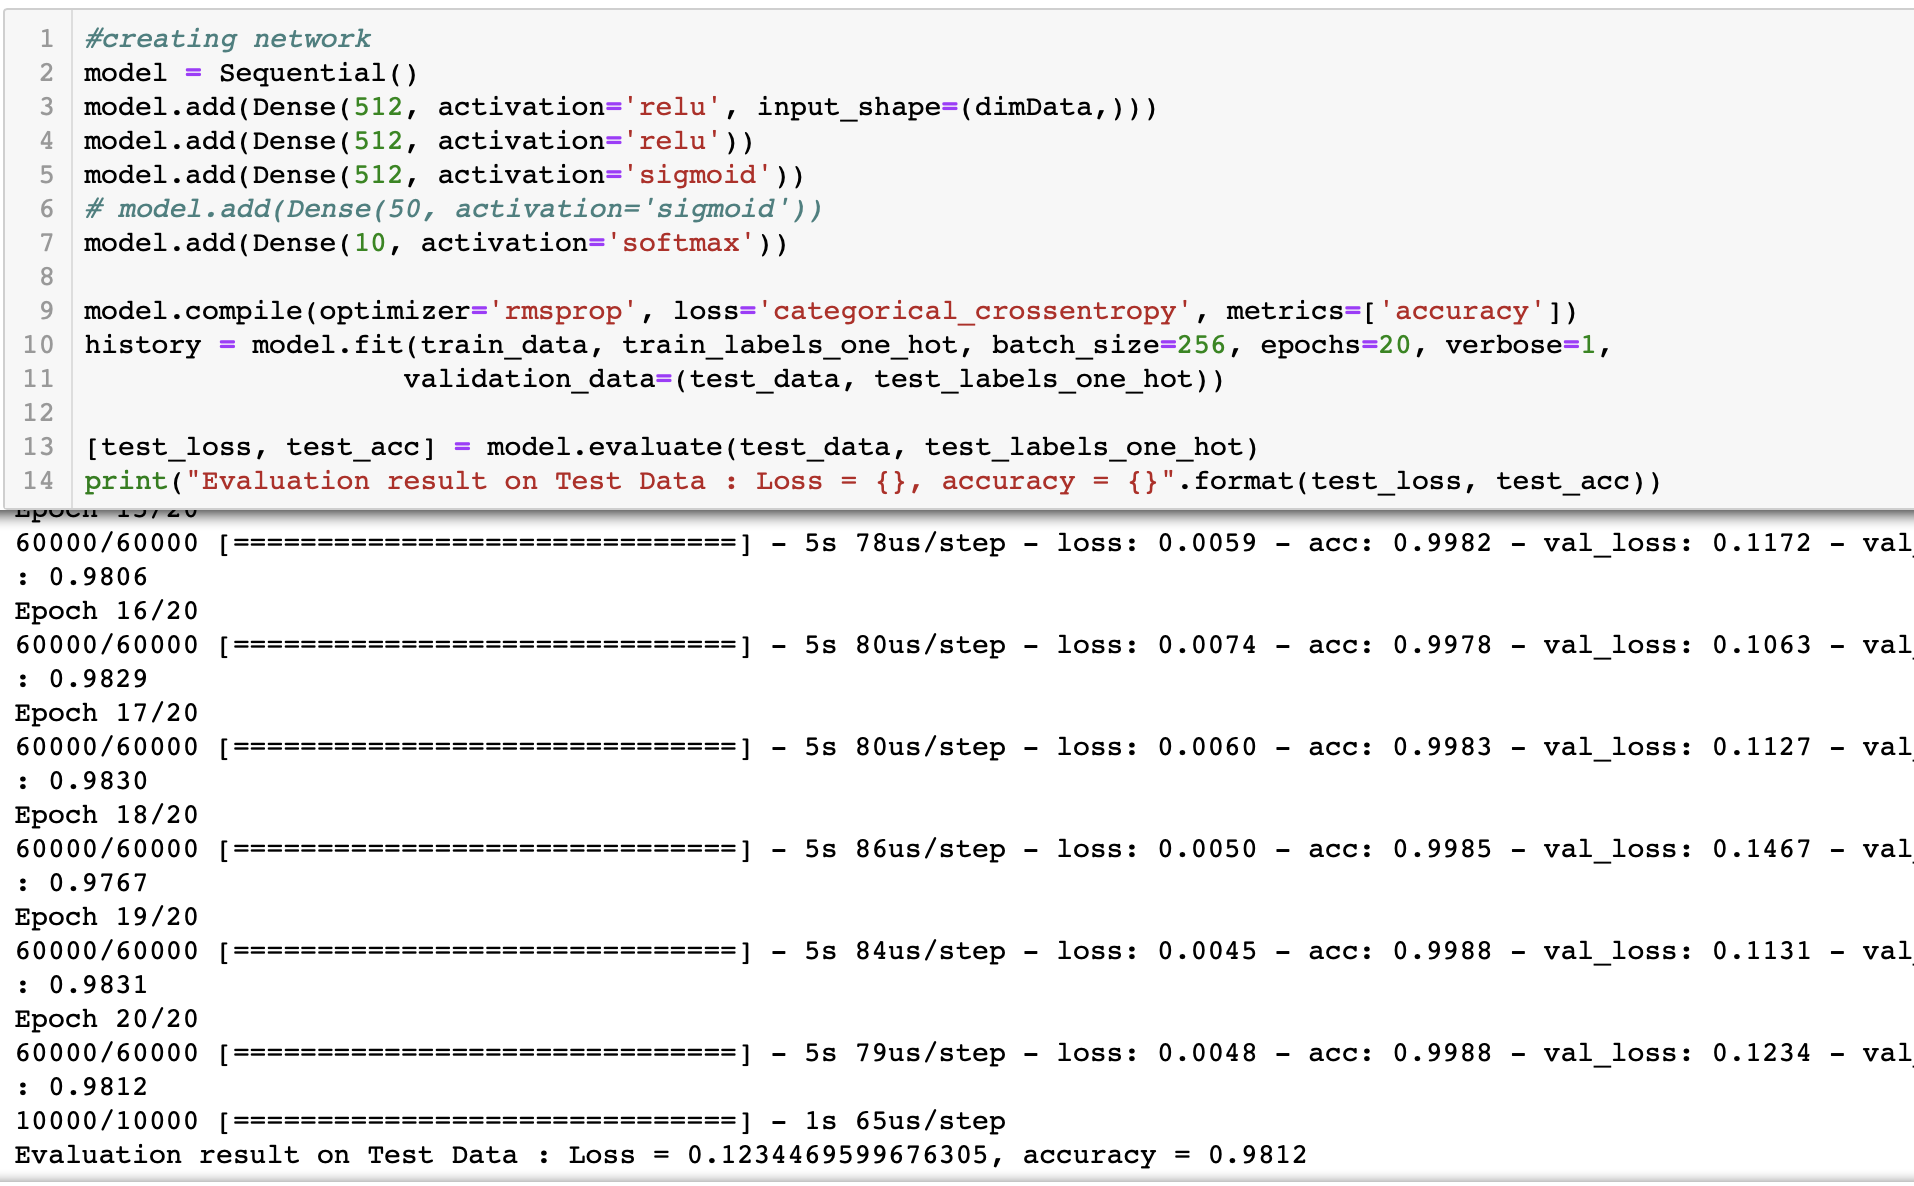 1 #creating network
2 model = Sequential()
3 model.add(Dense(512, activation='relu', input_shape=(dimData,)))
4 model.add(Dense(512, activation='relu'))
5 model.add(Dense(512, activation='sigmoid'))
6 # model.add(Dense(50, activation='sigmoid'))
7 model.add(Dense(10, activation='softmax'))
8
9 model.compile(optimizer='rmsprop', loss='categorical_crossentropy', metrics=['accuracy'])
10 history = model.fit(train_data, train_labels_one_hot, batch_size=256, epochs=20, verbose=1,
11 validation_data=(test_data, test_labels_one_hot))
12
13 [test_loss, test_acc] = model.evaluate(test_data, test_labels_one_hot)
14 print("Evaluation result on Test Data : Loss = {}, accuracy = {}".format(test_loss, test_acc))
Epoch 15/20
60000/60000 [==============================] - 5s 78us/step - loss: 0.0059 - acc: 0.9982 - val_loss: 0.1172 - val_
: 0.9806
Epoch 16/20
60000/60000 [==============================] - 5s 80us/step - loss: 0.0074 - acc: 0.9978 - val_loss: 0.1063 - val_
: 0.9829
Epoch 17/20
60000/60000 [==============================] - 5s 80us/step - loss: 0.0060 - acc: 0.9983 - val_loss: 0.1127 - val_
: 0.9830
Epoch 18/20
60000/60000 [==============================] - 5s 86us/step - loss: 0.0050 - acc: 0.9985 - val_loss: 0.1467 - val_
: 0.9767
Epoch 19/20
60000/60000 [==============================] - 5s 84us/step - loss: 0.0045 - acc: 0.9988 - val_loss: 0.1131 - val_
: 0.9831
Epoch 20/20
60000/60000 [==============================] - 5s 79us/step - loss: 0.0048 - acc: 0.9988 - val_loss: 0.1234 - val_
: 0.9812
10000/10000 [==============================] - 1s 65us/step
Evaluation result on Test Data : Loss = 0.1234469599676305, accuracy = 0.9812